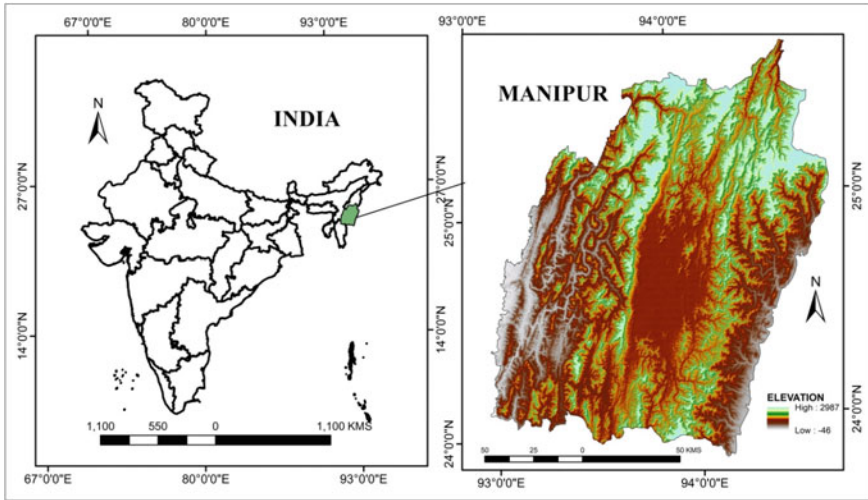 67°0'0"E 80°0'0"E 93°0'0"E
N
INDIA
27°0'0"N
14°0'0"N
27°0'0"N
14°0'0"N
1,100 550 0 1,100 KMS
67°0'0"E 80°0'0"E 93°0'0"E
93°0'0"E 94°0'0"E
MANIPUR
25°0'0"N
24°0'0"N
25°0'0"N
24°0'0"N
N
ELEVATION
High : 2987
Low : -46
50 25 0 50 KMS
93°0'0"E 94°0'0"E